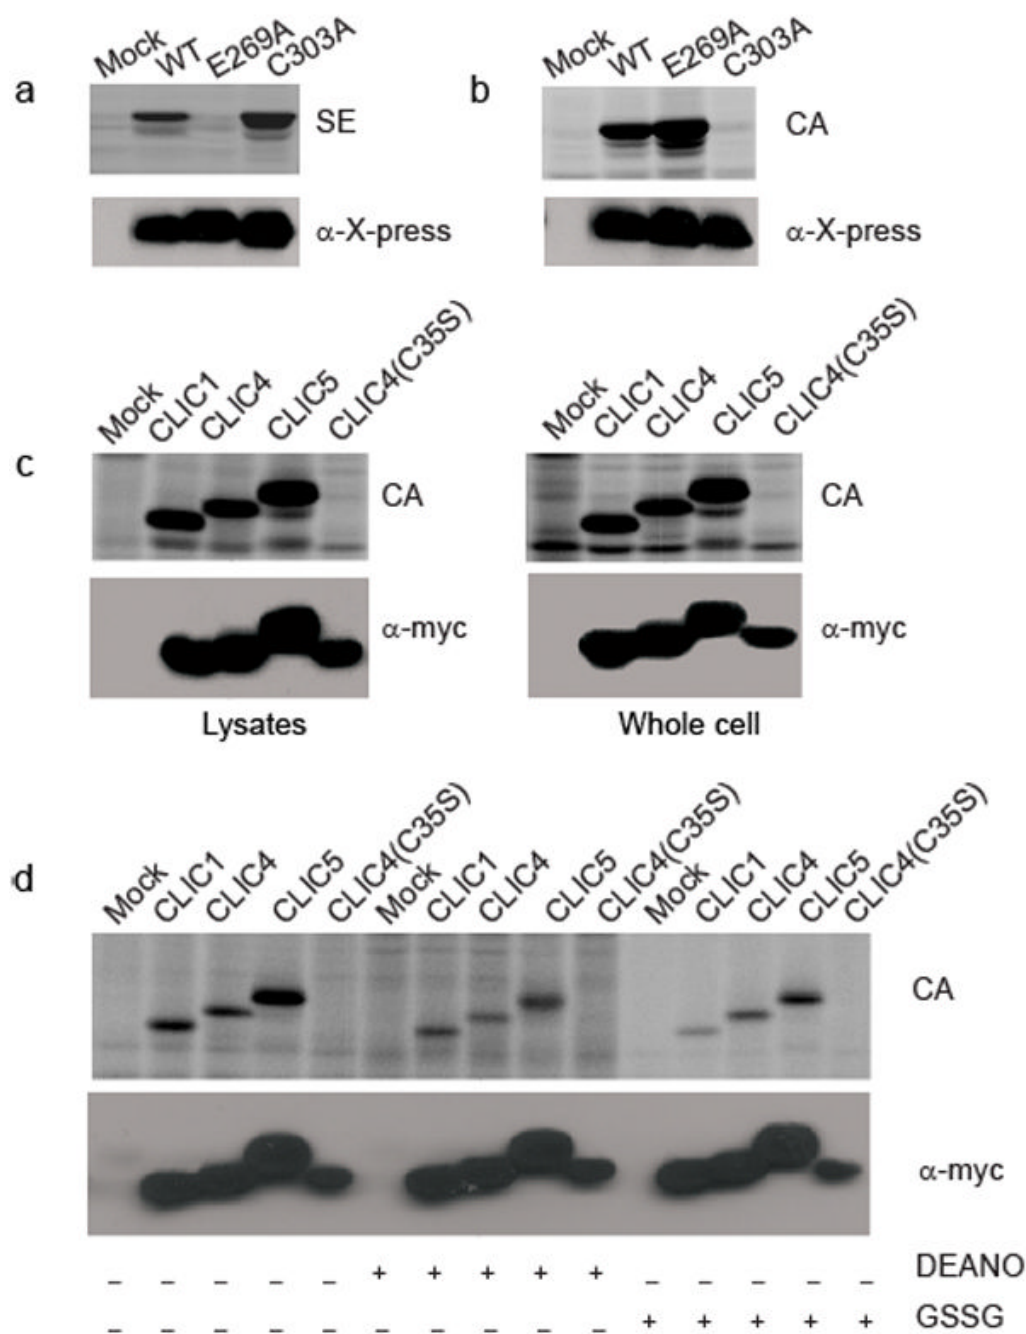 Mock WT E269A C303A
a SE
α-X-press
Mock WT E269A C303A
b CA
α-X-press
Mock CLIC1 CLIC4 CLIC5 CLIC4(C35S)
c CA
α-myc
Lysates
Mock CLIC1 CLIC4 CLIC5 CLIC4(C35S)
CA
α-myc
Whole cell
Mock CLIC1 CLIC4 CLIC5 CLIC4(C35S) Mock CLIC1 CLIC4 CLIC5 CLIC4(C35S) Mock CLIC1 CLIC4 CLIC5 CLIC4(C35S)
d CA
α-myc
– – – – – + + + + + – – – – – DEANO
– – – – – – – – – – + + + + + GSSG